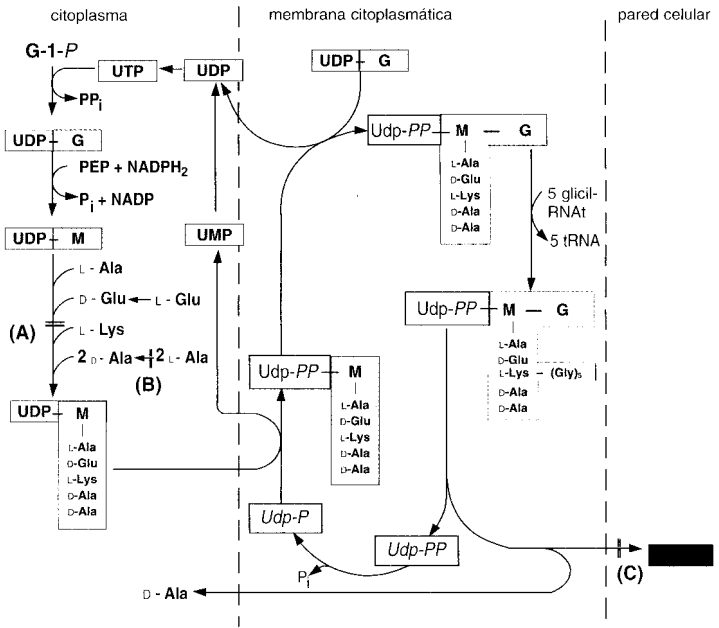 citoplasma
membrana citoplasmática
pared celular
G-1-P
UTP
UDP
UDP - G
PPi
UDP - G
PEP + NADPH2
Pi + NADP
UDP - M
UMP
L - Ala
D - Glu
L - Glu
(A)
L - Lys
2 D - Ala
2 L - Ala
(B)
UDP - M
L-Ala
D-Glu
L-Lys
D-Ala
D-Ala
Udp-PP - M - G
L-Ala
D-Glu
L-Lys
D-Ala
D-Ala
5 glicil-
RNAt
5 tRNA
Udp-PP - M - G
L-Ala
D-Glu
L-Lys - (Gly)5
D-Ala
D-Ala
Udp-PP - M
L-Ala
D-Glu
L-Lys
D-Ala
D-Ala
Udp-P
Udp-PP
Pi
(C)
D - Ala